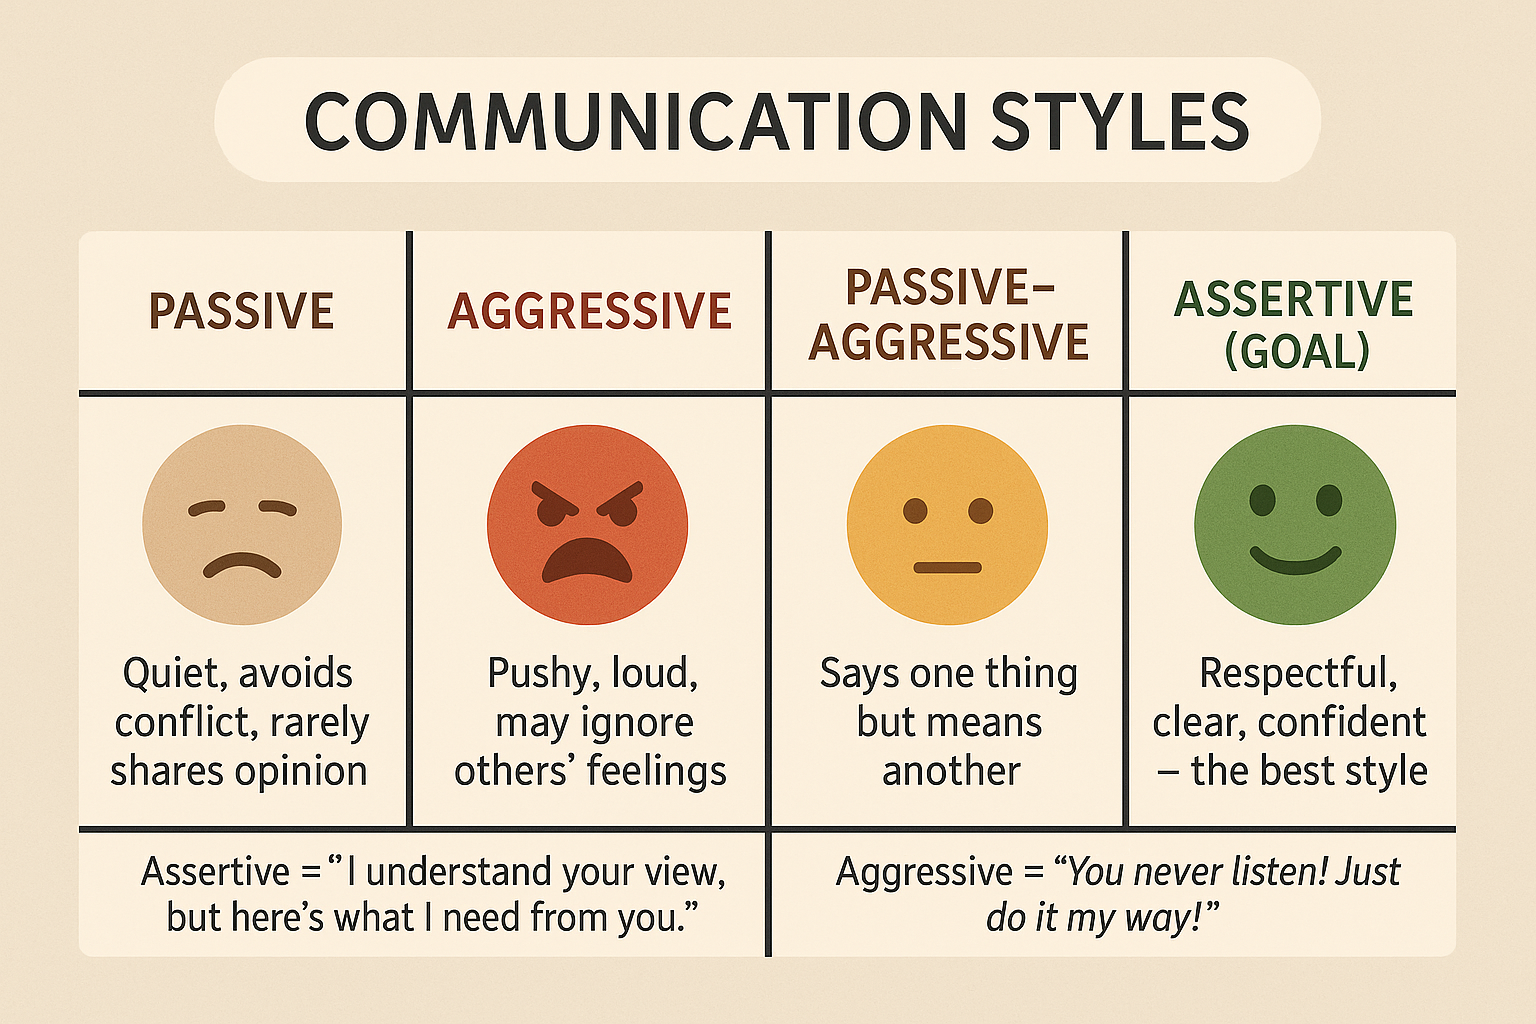 COMMUNICATION STYLES
PASSIVE
AGGRESSIVE
PASSIVE–
AGGRESSIVE
ASSERTIVE
(GOAL)
Quiet, avoids
conflict, rarely
shares opinion
Pushy, loud,
may ignore
others’ feelings
Says one thing
but means
another
Respectful,
clear, confident
– the best style
Assertive = ” I understand your view,
but here’s what I need from you.”
Aggressive = “You never listen! Just
do it my way!”